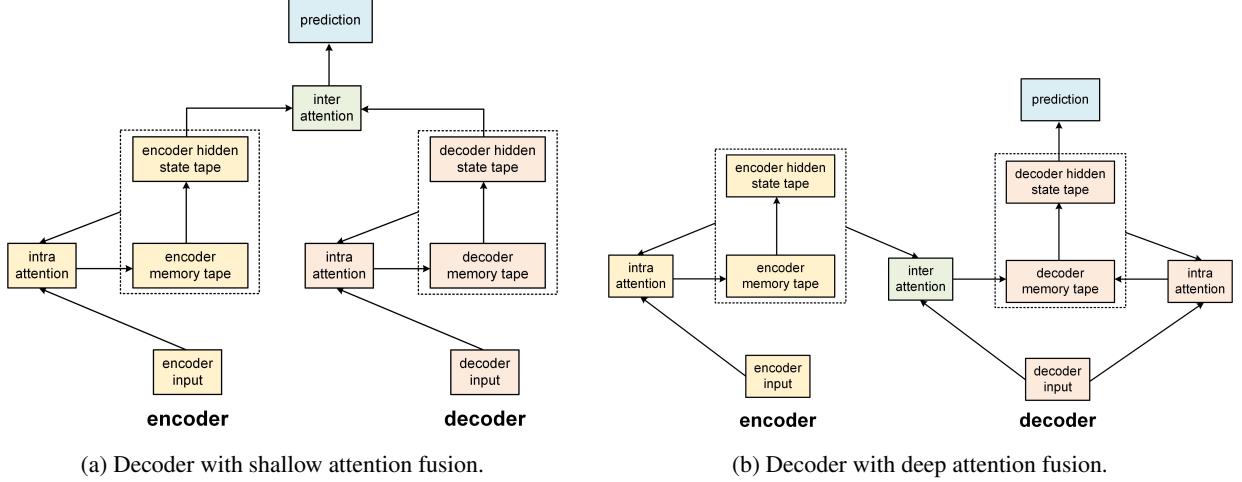 prediction
inter
attention
encoder hidden
state tape
decoder hidden
state tape
intra
attention
encoder
memory tape
intra
attention
decoder
memory tape
encoder
input
decoder
input
encoder
decoder
(a) Decoder with shallow attention fusion.
prediction
encoder hidden
state tape
decoder hidden
state tape
intra
attention
encoder
memory tape
inter
attention
decoder
memory tape
intra
attention
encoder
input
decoder
input
encoder
decoder
(b) Decoder with deep attention fusion.